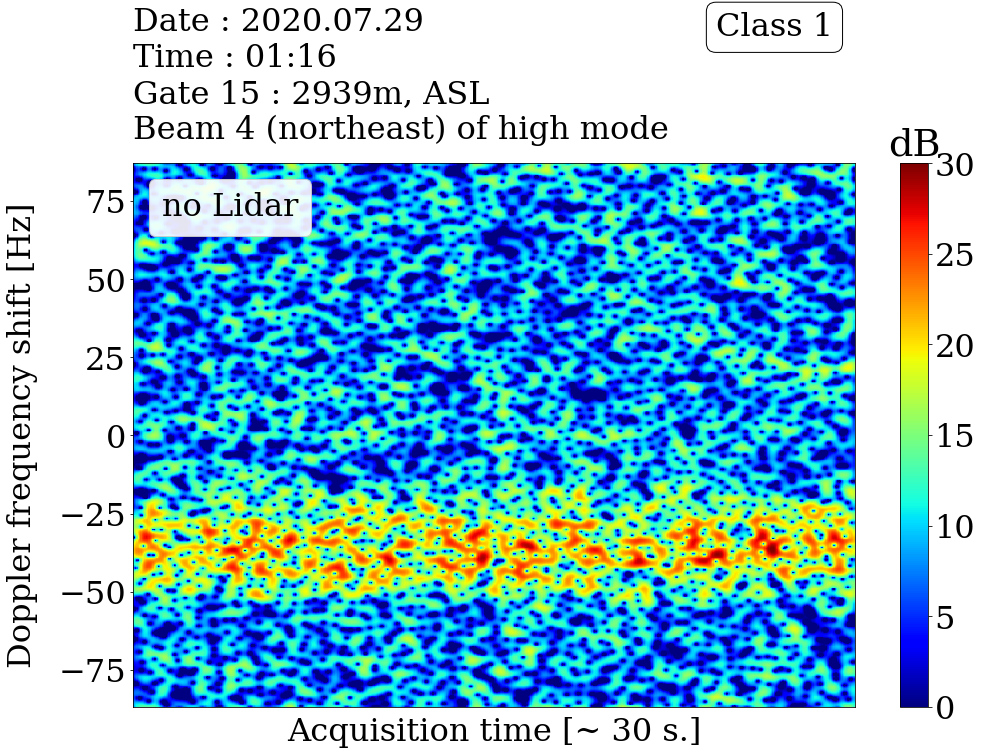 Date : 2020.07.29
Time : 01:16
Gate 15 : 2939m, ASL
Beam 4 (northeast) of high mode
Class 1
no Lidar
Doppler frequency shift [Hz]
75
50
25
0
−25
−50
−75
Acquisition time [~ 30 s.]
dB
30
25
20
15
10
5
0